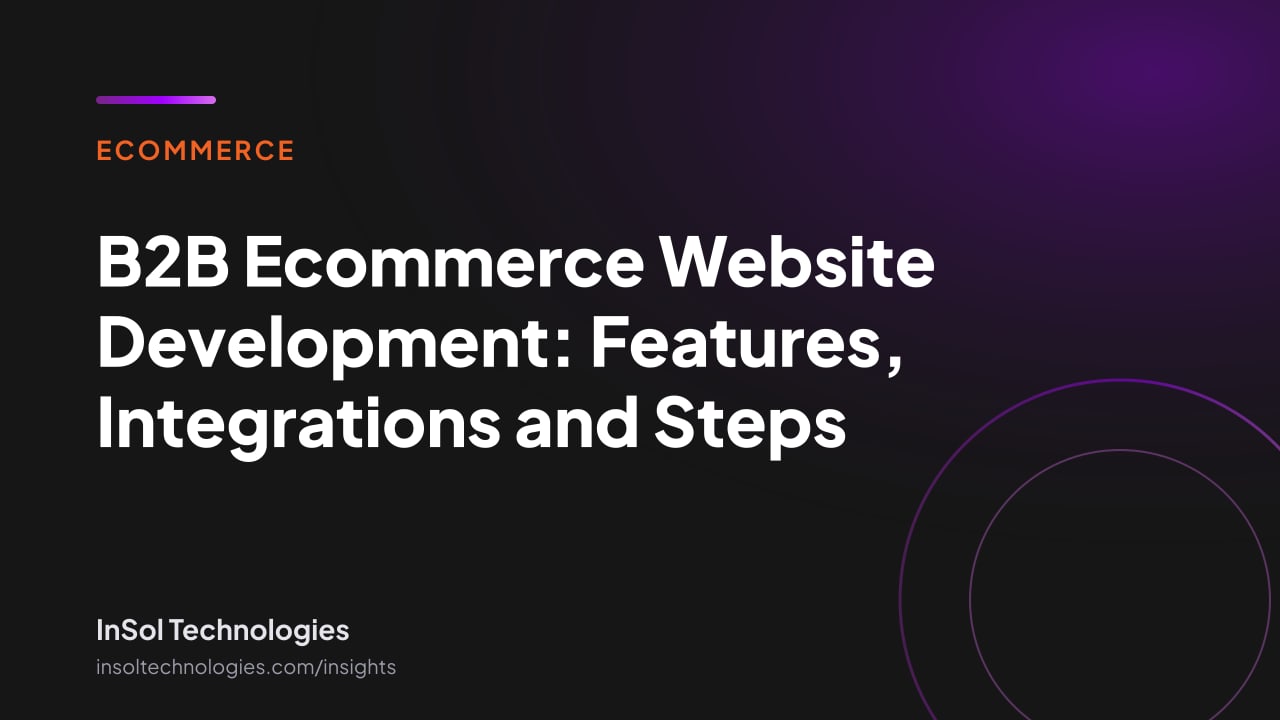 ECOMMERCE
B2B Ecommerce Website
Development: Features,
Integrations and Steps
InSol Technologies
insoltechnologies.com/insights